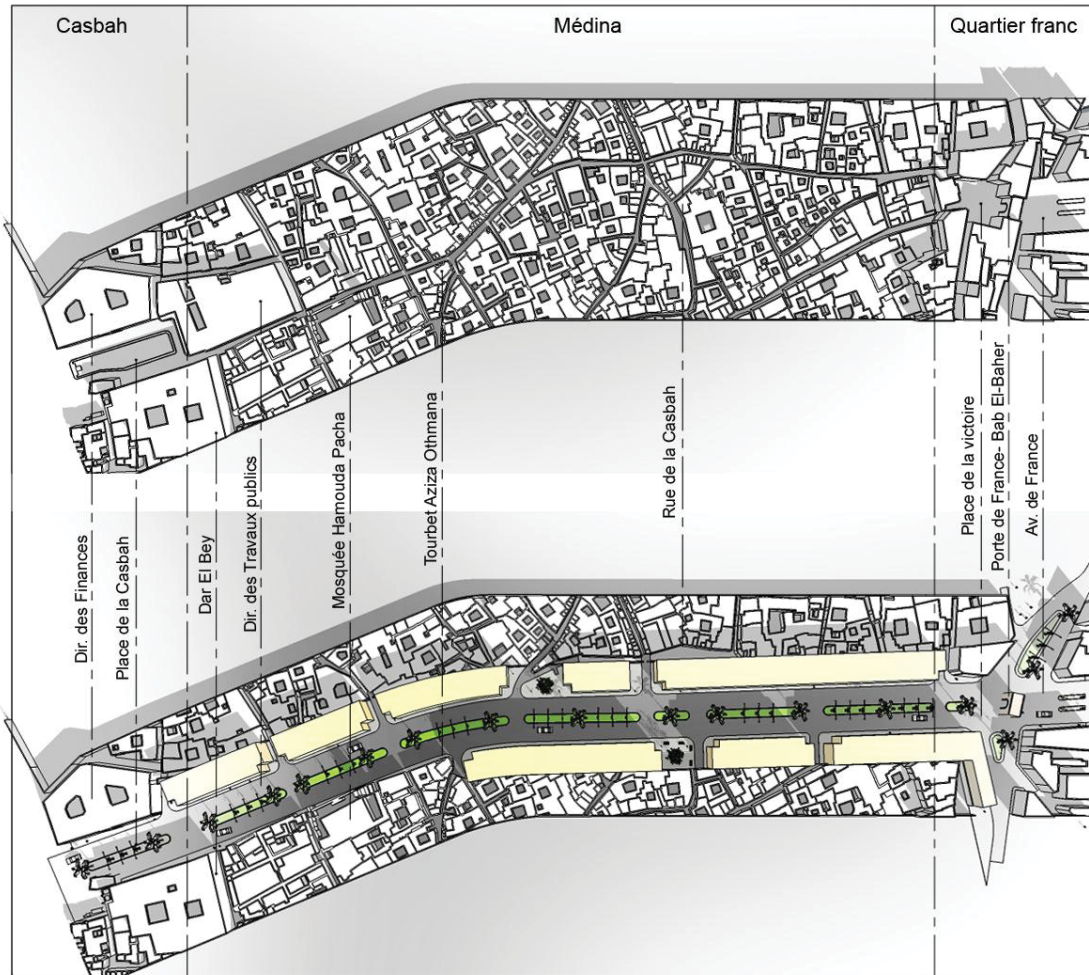 Casbah
Médina
Quartier franc
Dir. des Finances
Place de la Casbah
Dar El Bey
Dir. des Travaux publics
Mosquée Hamouda Pacha
Tourbet Aziza Othmana
Rue de la Casbah
Place de la victoire
Porte de France- Bab El-Baher
Av. de France